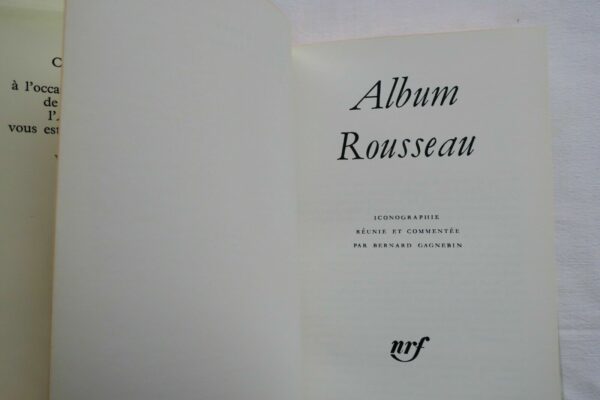 C
à l'occa
de
l'
vous est
Album
Rousseau
ICONOGRAPHIE
RÉUNIE ET COMMENTÉE
PAR BERNARD GAGNEBIN
nrf